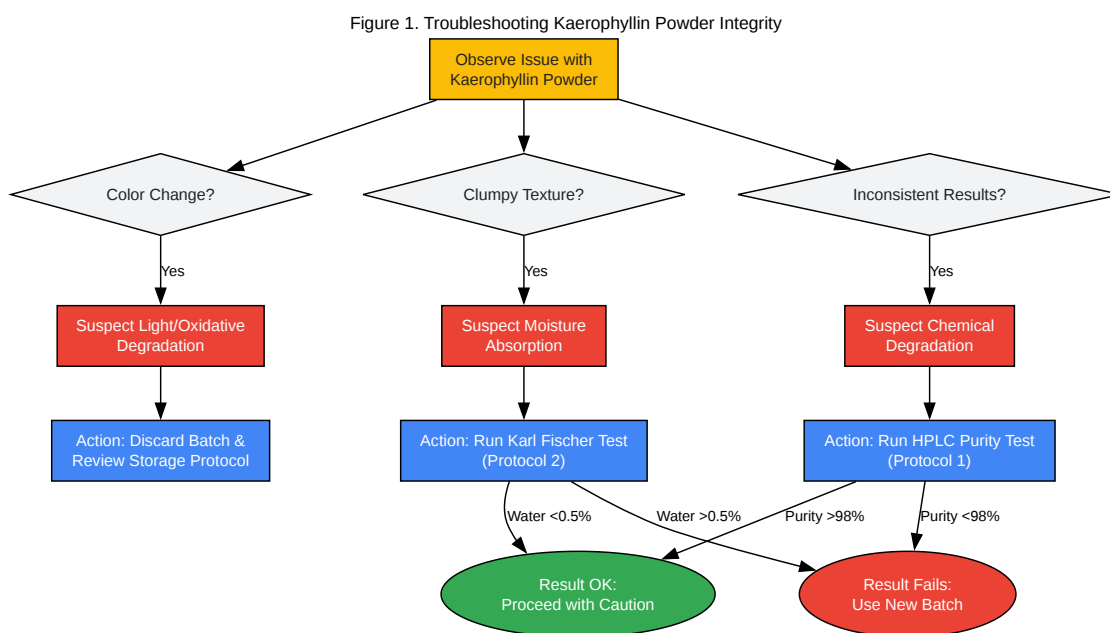 Figure 1. Troubleshooting Kaerophyllin Powder Integrity
Observe Issue with
Kaerophyllin Powder
Color Change?
Clumpy Texture?
Inconsistent Results?
Yes
Yes
Yes
Suspect Light/Oxidative
Degradation
Suspect Moisture
Absorption
Suspect Chemical
Degradation
Action: Discard Batch &
Review Storage Protocol
Action: Run Karl Fischer Test
(Protocol 2)
Action: Run HPLC Purity Test
(Protocol 1)
Water <0.5%
Water >0.5%
Purity >98%
Purity <98%
Result OK:
Proceed with Caution
Result Fails:
Use New Batch